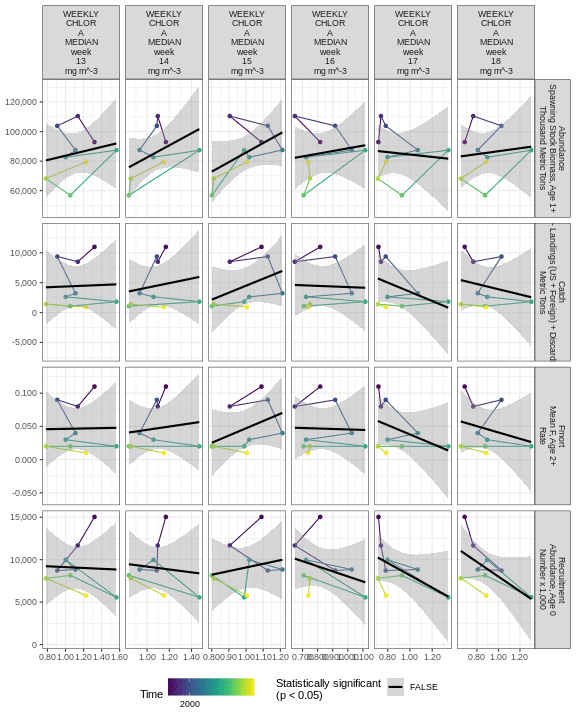 WEEKLY
CHLOR
A
MEDIAN
week
13
mg m^-3
WEEKLY
CHLOR
A
MEDIAN
week
14
mg m^-3
WEEKLY
CHLOR
A
MEDIAN
week
15
mg m^-3
WEEKLY
CHLOR
A
MEDIAN
week
16
mg m^-3
WEEKLY
CHLOR
A
MEDIAN
week
17
mg m^-3
WEEKLY
CHLOR
A
MEDIAN
week
18
mg m^-3
120,000
100,000
80,000
60,000
Abundance
Spawning Stock Biomass, Age 1+
Thousand Metric Tons
10,000
5,000
0
-5,000
Catch
- Landings (US + Foreign) + Discard
Metric Tons
0.100
0.050
0.000
-0.050
Fmort
Mean F, Age 2+
Rate
15,000
10,000
5,000
0
Recruitment
Abundance, Age 0
Number x 1,000
0.80 1.00 1.20 1.40 1.60
1.00 1.20 1.40
0.80 0.90 1.00 1.10 1.20
0.70 0.80 0.90 1.00 1.10
0.80 1.00 1.20
0.80 1.00 1.20
Time
2000
Statistically significant
(p < 0.05)
FALSE